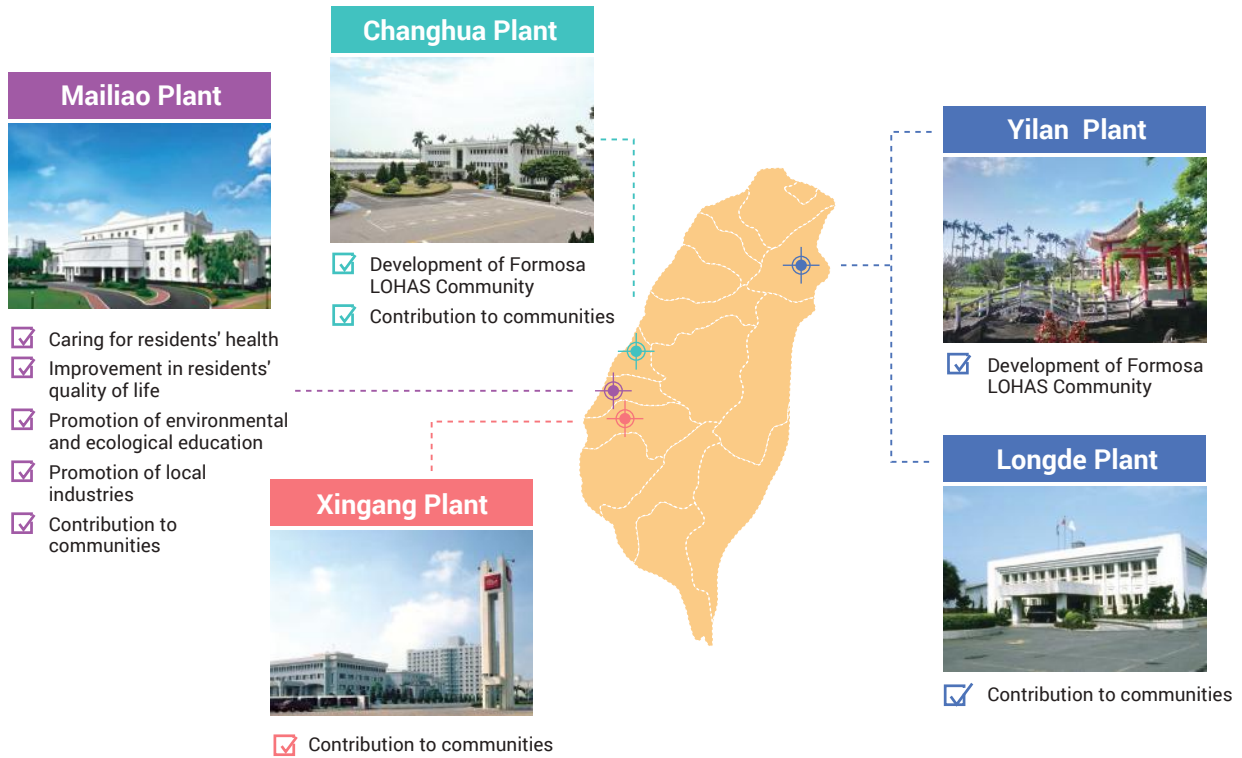 Changhua Plant
Development of Formosa
LOHAS Community
Contribution to communities
Mailiao Plant
Caring for residents' health
Improvement in residents'
quality of life
Promotion of environmental
and ecological education
Promotion of local
industries
Contribution to
communities
Xingang Plant
Contribution to communities
Yilan Plant
Development of Formosa
LOHAS Community
Longde Plant
Contribution to communities